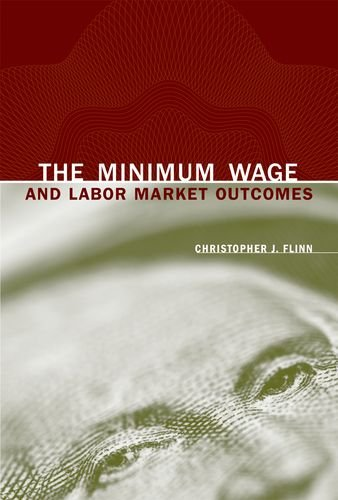 THE MINIMUM WAGE
AND LABOR MARKET OUTCOMES
CHRISTOPHER J. FLINN